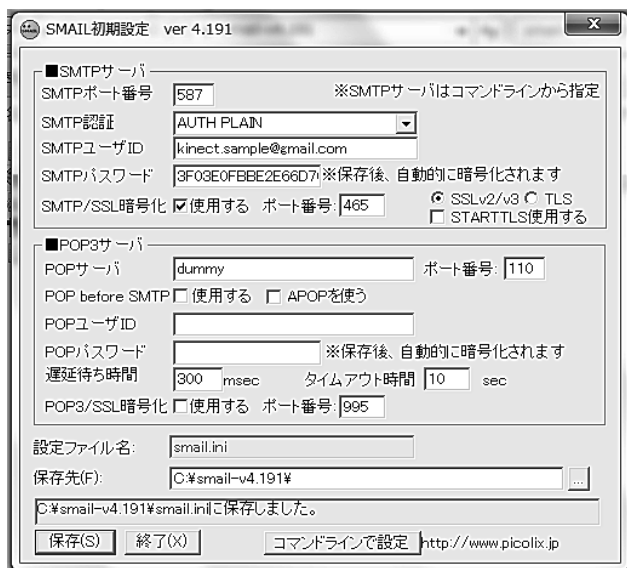 SMAIL初期設定 ver 4.191
■SMTPサーバ
SMTPポート番号 587 ※SMTPサーバはコマンドラインから指定
SMTP認証 AUTH PLAIN
SMTPユーザID kinect.sample@gmail.com
SMTPパスワード 3F03E0FBBE2E66D7 ※保存後、自動的に暗号化されます
SMTP/SSL暗号化 使用する ポート番号: 465 SSLv2/v3 TLS
STARTTLS使用する
■POP3サーバ
POPサーバ dummy ポート番号: 110
POP before SMTP 使用する APOPを使う
POPユーザID
POPパスワード ※保存後、自動的に暗号化されます
遅延待ち時間 300 msec タイムアウト時間 10 sec
POP3/SSL暗号化 使用する ポート番号: 995
設定ファイル名: smail.ini
保存先(F): C:¥smail-v4.191¥ ...
C:¥smail-v4.191¥smail.iniに保存しました。
保存(S) 終了(X) コマンドラインで設定 http://www.picolix.jp